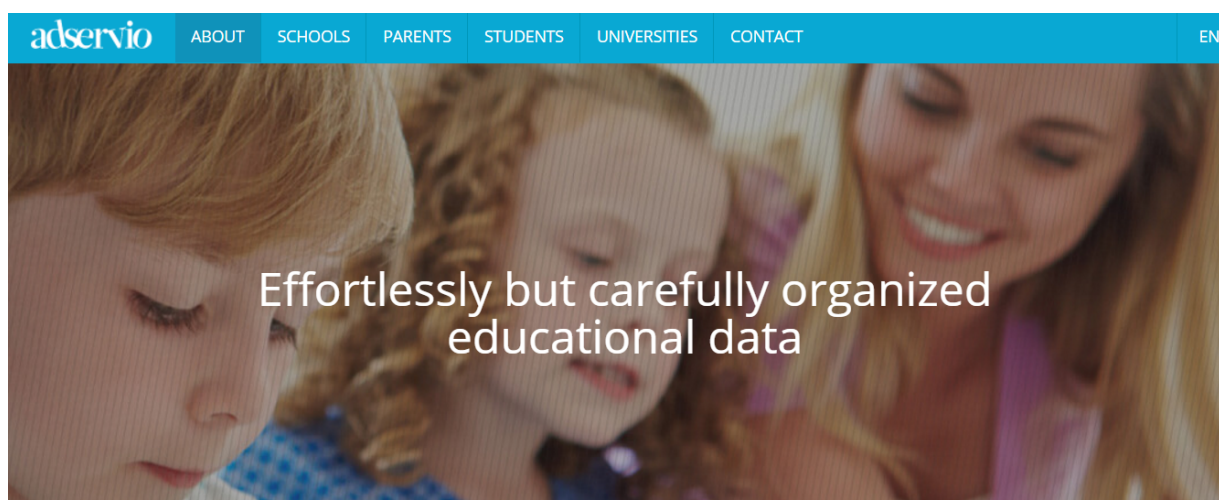 adservio ABOUT SCHOOLS PARENTS STUDENTS UNIVERSITIES CONTACT EN
Effortlessly but carefully organized
educational data